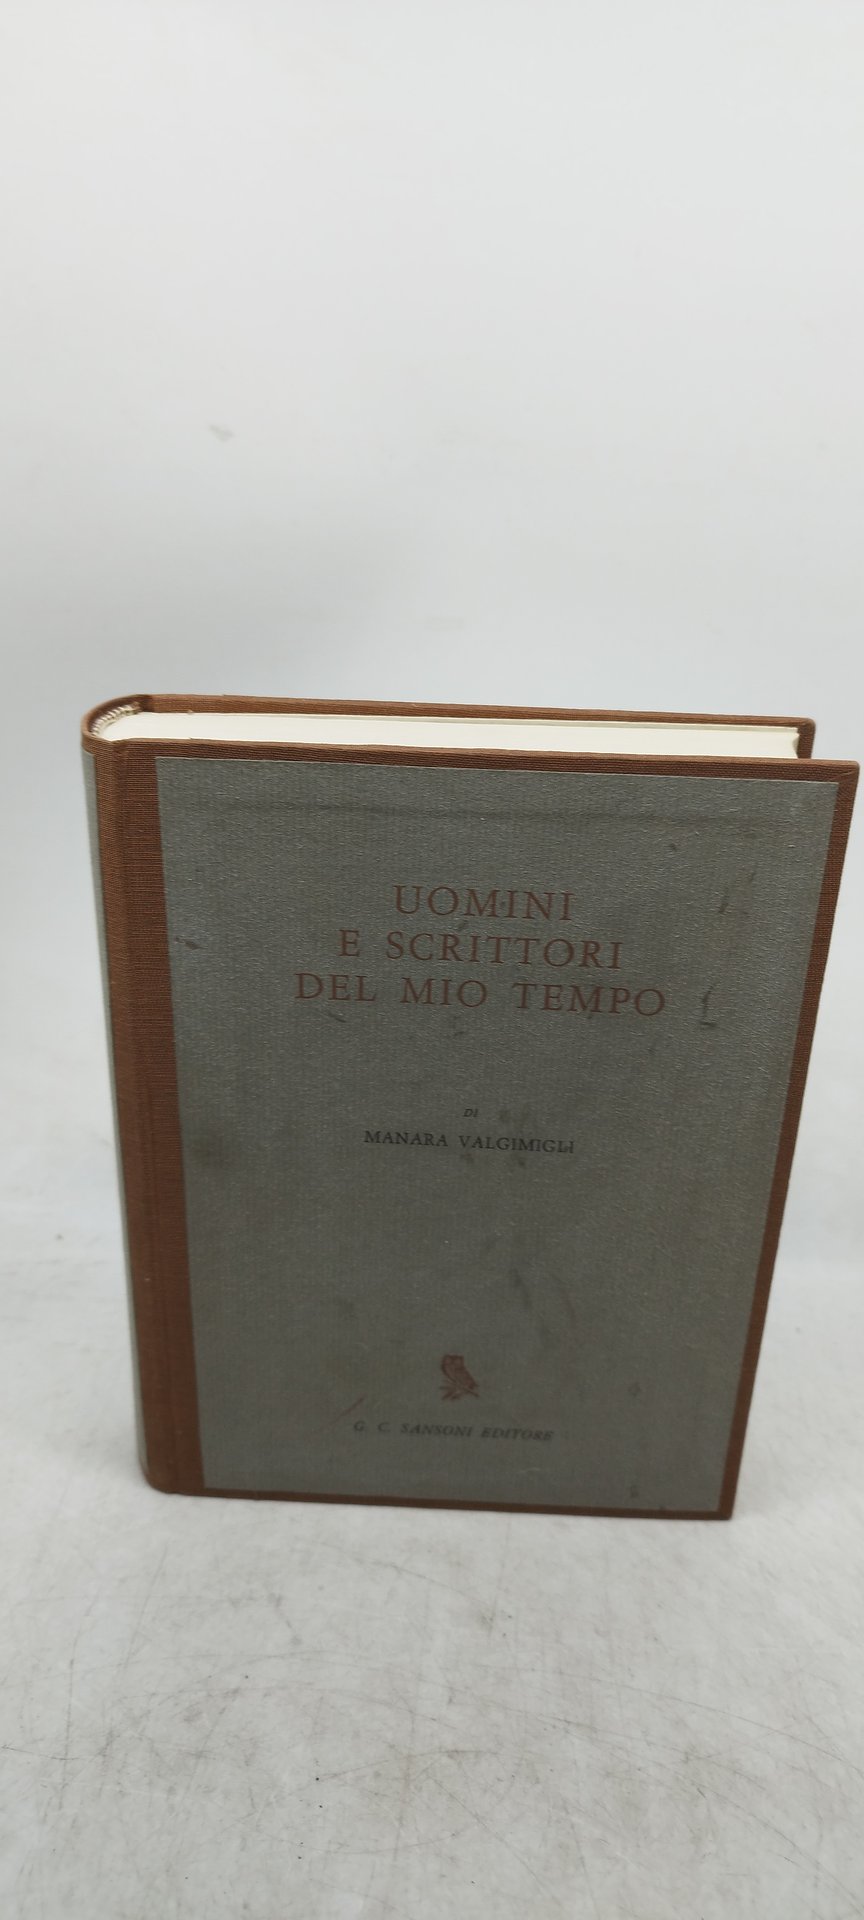 UOMINI
E SCRITTORI
DEL MIO TEMPO
DI
MANARA VALGIMIGLI
G. C. SANSONI EDITORE